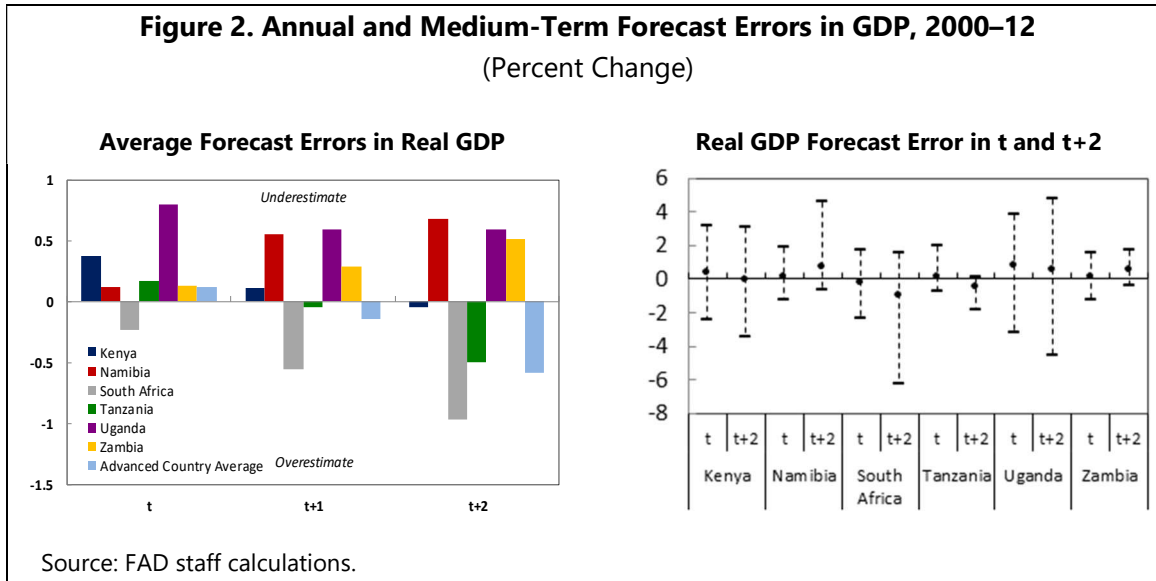 Figure 2. Annual and Medium-Term Forecast Errors in GDP, 2000–12
(Percent Change)
Average Forecast Errors in Real GDP
1
Underestimate
0.5
0
-0.5
Kenya
Namibia
South Africa
Tanzania
-1
Uganda
Zambia
Advanced Country Average
Overestimate
-1.5
t t+1 t+2
Real GDP Forecast Error in t and t+2
6
4
2
0
-2
-4
-6
-8
t t+2 t t+2 t t+2 t t+2 t t+2 t t+2
Kenya Namibia South Africa Tanzania Uganda Zambia
Source: FAD staff calculations.